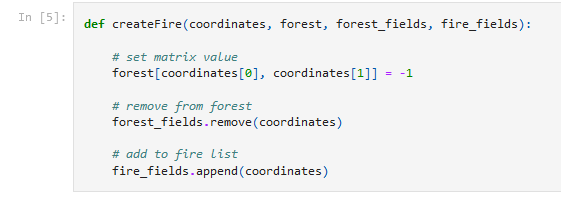 In [5]:
def createFire(coordinates, forest, forest_fields, fire_fields):
# set matrix value
forest[coordinates[0], coordinates[1]] = -1
# remove from forest
forest_fields.remove(coordinates)
# add to fire list
fire_fields.append(coordinates)